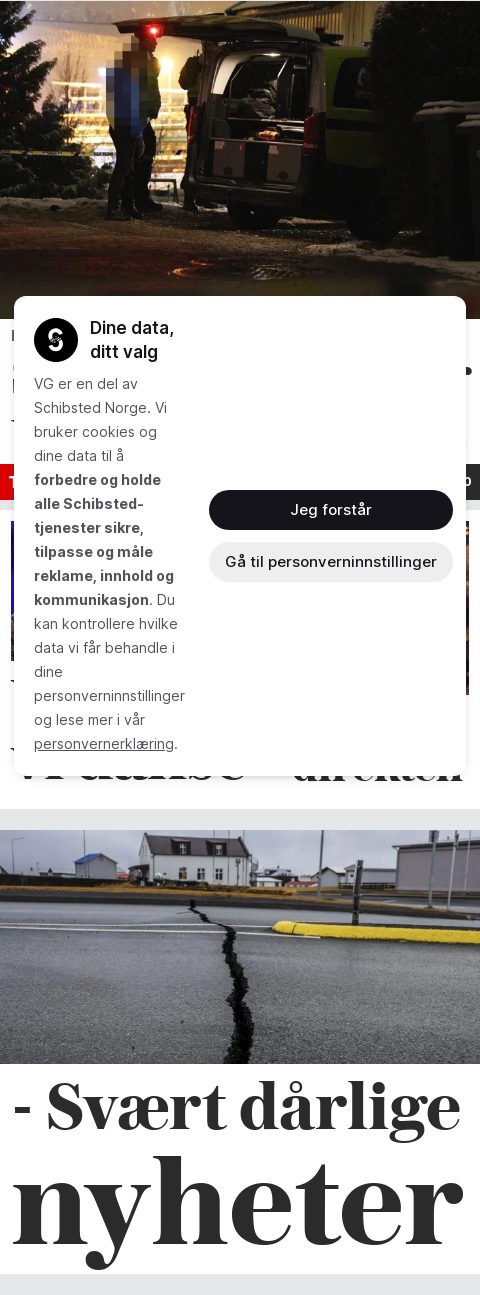 Dine data,
ditt valg
VG er en del av
Schibsted Norge. Vi
bruker cookies og
dine data til å
forbedre og holde
alle Schibsted-
tjenester sikre,
tilpasse og måle
reklame, innhold og
kommunikasjon. Du
kan kontrollere hvilke
data vi får behandle i
dine
personverninnstillinger
og lese mer i vår
personvernerklæring.
Jeg forstår
Gå til personverninnstillinger
- Svært dårlige
nyheter